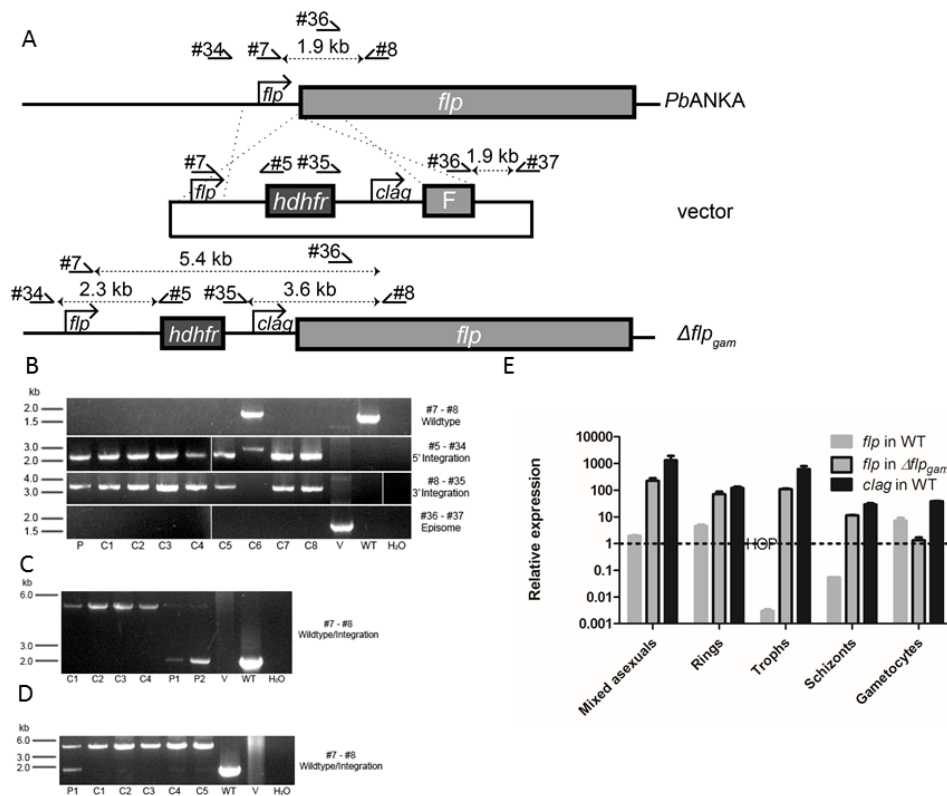 A
#34
#7
#36
1.9 kb
#8
flp
flp
PbANKA
#7
#5
#35
#36
1.9 kb
#37
flp
hdhfr
clag
F
vector
#7
5.4 kb
#36
#34
2.3 kb
#5
#35
3.6 kb
#8
flp
hdhfr
clag
flp
Δflpgam
B
kb
2.0
1.5
#7 - #8
Wildtype
3.0
2.0
#5 - #34
5' Integration
4.0
3.0
#8 - #35
3' Integration
2.0
1.5
#36 - #37
Episome
P C1 C2 C3 C4 C5 C6 C7 C8 V WT H₂O
C
kb
6.0
3.0
2.0
#7 - #8
Wildtype/Integration
C1 C2 C3 C4 P1 P2 V WT H₂O
D
kb
6.0
3.0
2.0
#7 - #8
Wildtype/Integration
P1 C1 C2 C3 C4 C5 WT V H₂O
E
Relative expression
10000
1000
100
10
1
0.1
0.01
0.001
HOP
flp in WT
flp in Δflpgam
clag in WT
Mixed asexuals
Rings
Trophs
Schizonts
Gametocytes